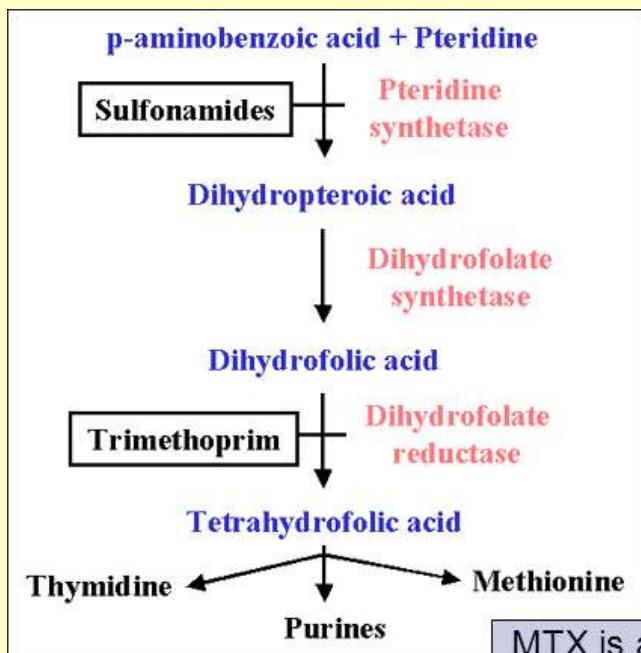 p-aminobenzoic acid + Pteridine
Sulfonamides
Pteridine
synthetase
Dihydropteroic acid
Dihydrofolate
synthetase
Dihydrofolic acid
Trimethoprim
Dihydrofolate
reductase
Tetrahydrofolic acid
Thymidine
Methionine
Purines
MTX is a